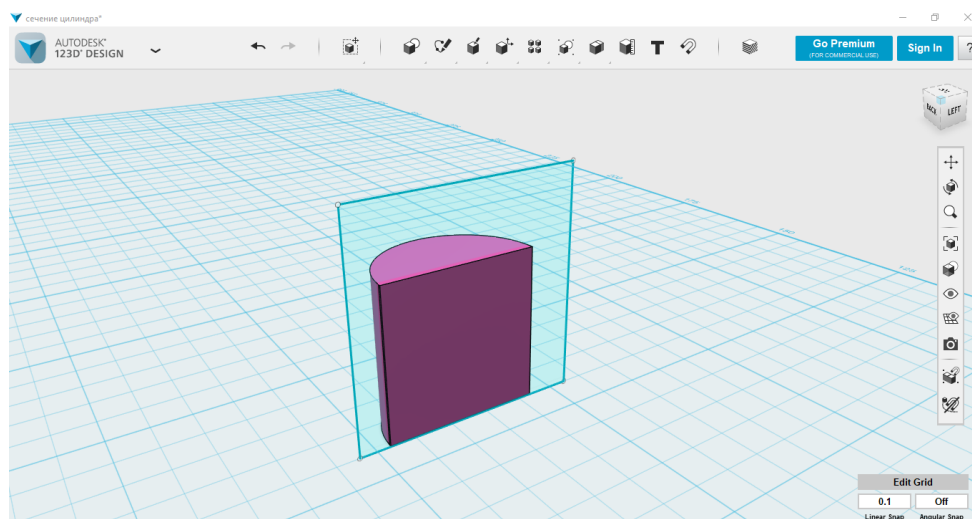 сечение цилиндра*
AUTODESK®
123D® DESIGN
T
Go Premium
(FOR COMMERCIAL USE)
Sign In
?
BACK
LEFT
Edit Grid
0.1
Off
Linear Snap
Angular Snap